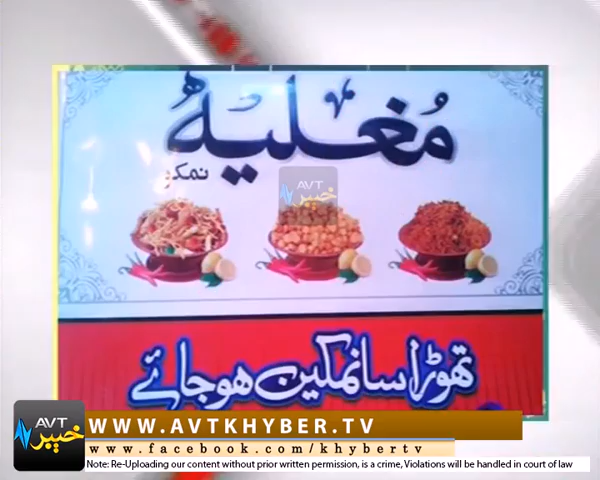 مغلیہ
نمکو
AVT
خیبر
تھوڑا سا نمکین ہو جائے
AVT
خیبر
WWW.AVTKHYBER.TV
www.facebook.com/khybertv
Note: Re-Uploading our content without prior written permission, is a crime, Violations will be handled in court of law